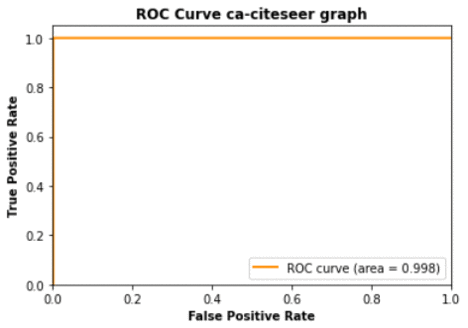 ROC Curve ca-citeseer graph
True Positive Rate
1.0
0.8
0.6
0.4
0.2
0.0
ROC curve (area = 0.998)
0.0 0.2 0.4 0.6 0.8 1.0
False Positive Rate